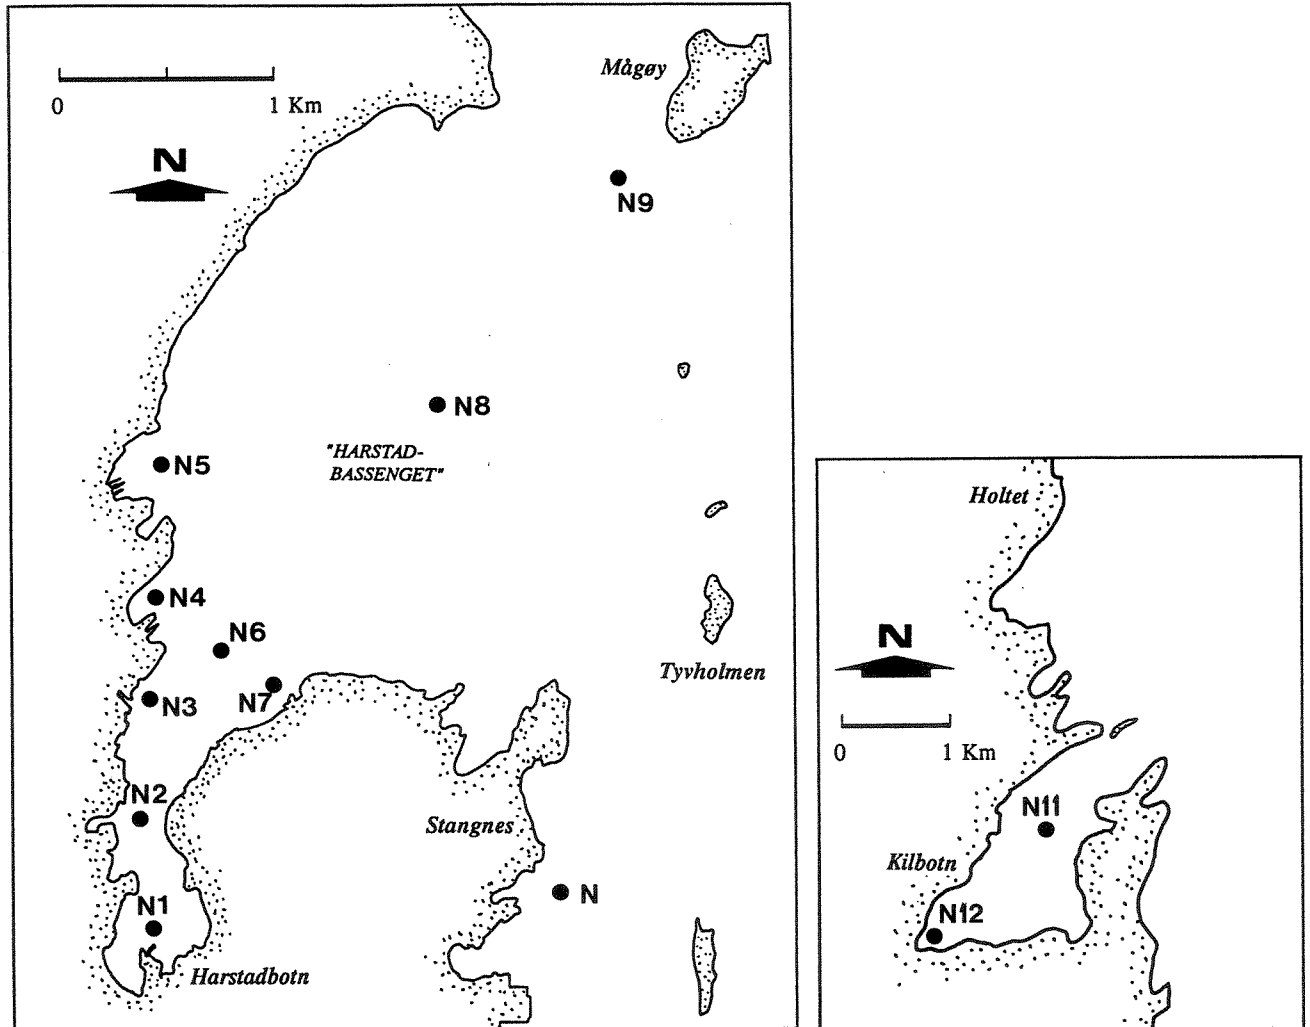 Mågøy
0 1 Km
N
N9
N8
"HARSTAD-
BASSENGET"
N5
N4
N6
Tyvholmen
N7
N3
N2
Stangnes
N
N1
Harstadbotn
Holtet
N
0 1 Km
N11
Kilbotn
N12